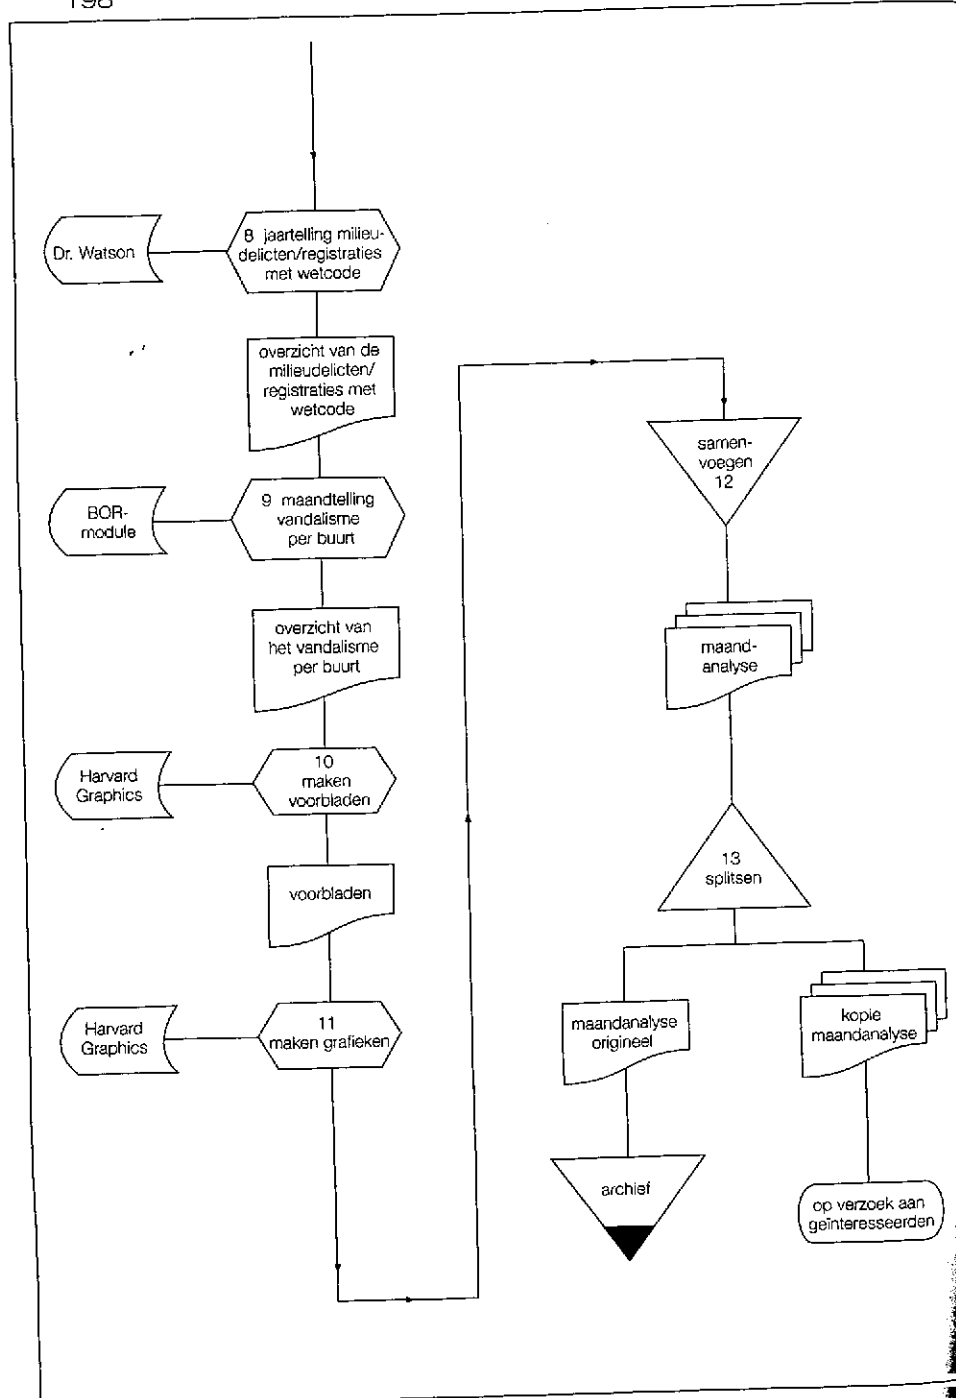 198
Dr. Watson
8 jaartelling milieu-
delicten/registraties
met wetcode
overzicht van de
milieudelicten/
registraties met
wetcode
BOR-
module
9 maandtelling
vandalisme
per buurt
overzicht van
het vandalisme
per buurt
Harvard
Graphics
10
maken
voorbladen
voorbladen
Harvard
Graphics
11
maken grafieken
samen-
voegen
12
maand-
analyse
13
splitsen
maandanalyse
origineel
kopie
maandanalyse
archief
op verzoek aan
geïnteresseerden